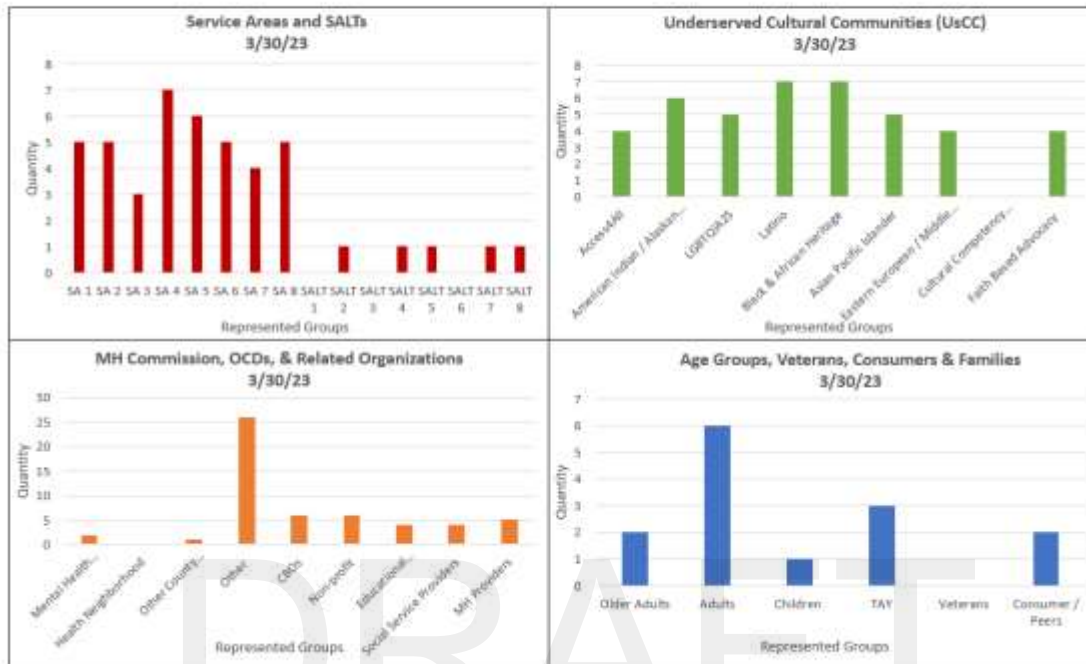 Service Areas and SALTs
3/30/23
Quantity
8
7
6
5
4
3
2
1
0
SA 1 SA 2 SA 3 SA 4 SA 5 SA 6 SA 7 SA 8 SALT SALT SALT SALT SALT SALT SALT SALT
1 2 3 4 5 6 7 8
Represented Groups
Underserved Cultural Communities (UsCC)
3/30/23
Quantity
8
7
6
5
4
3
2
1
0
Access4All
American Indian / Alaskan...
LGBTQIA2S
Latino
Black & African Heritage
Asian Pacific Islander
Eastern European / Middle...
Cultural Competency...
Faith Based Advocacy
Represented Groups
MH Commission, OCDs, & Related Organizations
3/30/23
Quantity
30
25
20
15
10
5
0
Mental Health...
Health Neighborhood
Other County...
Other
CBOs
Non-profit
Educational...
Social Service Providers
MH Providers
Represented Groups
Age Groups, Veterans, Consumers & Families
3/30/23
Quantity
7
6
5
4
3
2
1
0
Older Adults Adults Children TAY Veterans Consumer /
Peers
Represented Groups
DRAFT